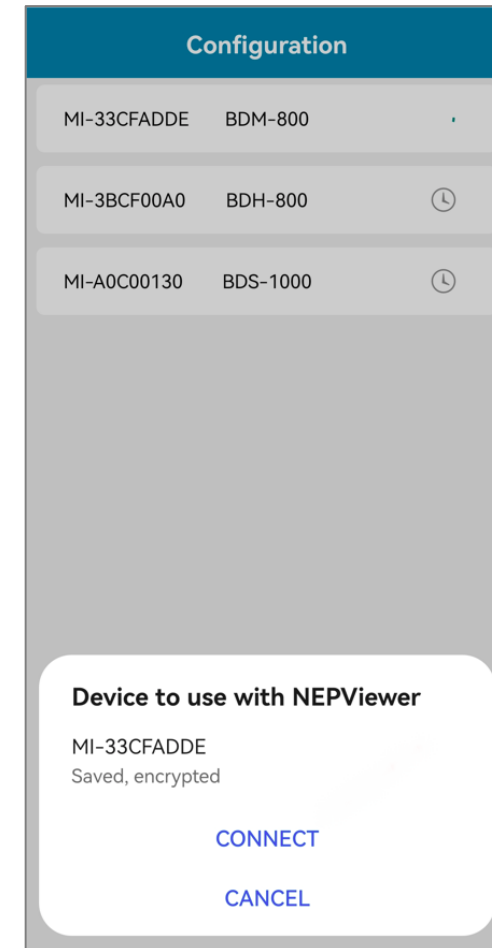 Configuration
MI-33CFADDE BDM-800
MI-3BCF00A0 BDH-800
MI-A0C00130 BDS-1000
Device to use with NEPViewer
MI-33CFADDE
Saved, encrypted
CONNECT
CANCEL